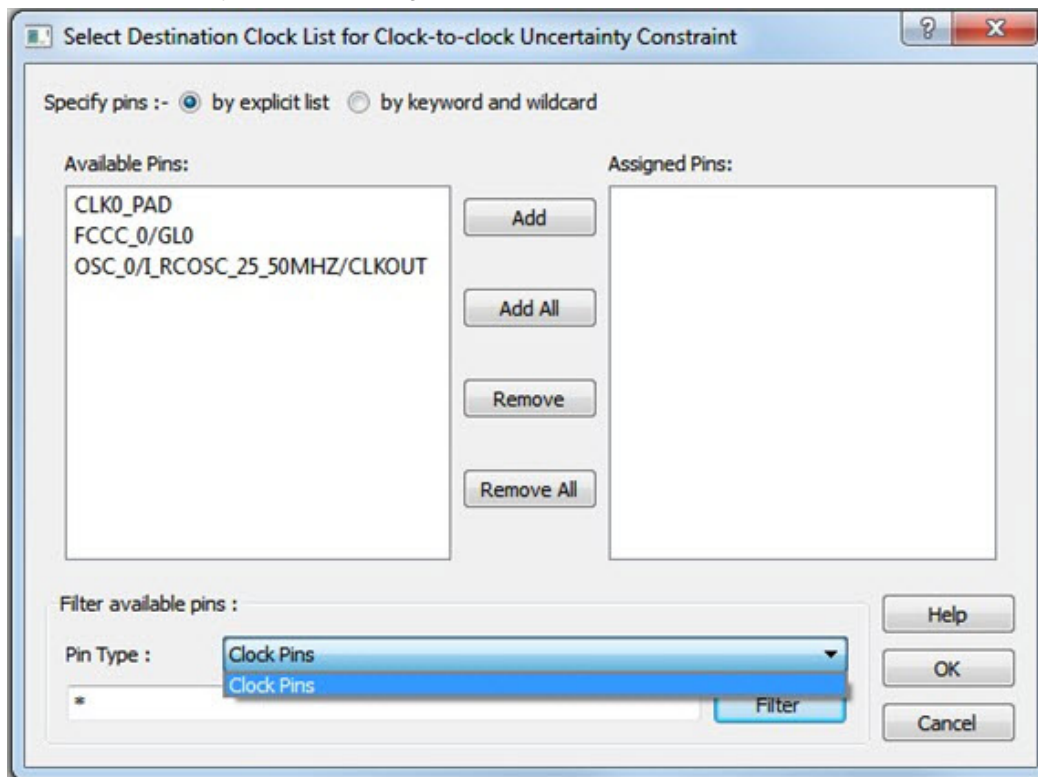 Select Destination Clock List for Clock-to-clock Uncertainty Constraint
? X
Specify pins :- by explicit list by keyword and wildcard
Available Pins: Assigned Pins:
CLK0_PAD
FCCC_0/GL0
OSC_0/I_RCOSC_25_50MHZ/CLKOUT
Add
Add All
Remove
Remove All
Filter available pins :
Help
Pin Type : Clock Pins
Clock Pins
OK
* Filter
Cancel